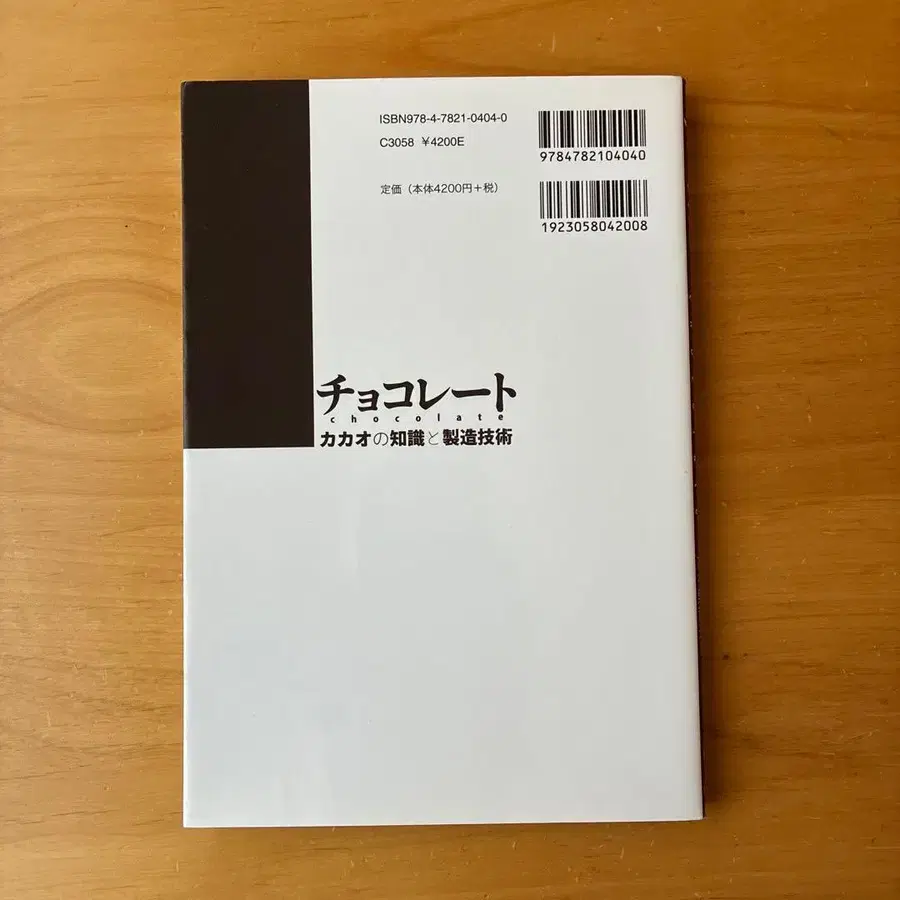 ISBN978-4-7821-0404-0
C3058 ¥4200E
9784782104040
定価（本体4200円＋税）
1923058042008
チョコレート
chocolate
カカオの知識と製造技術